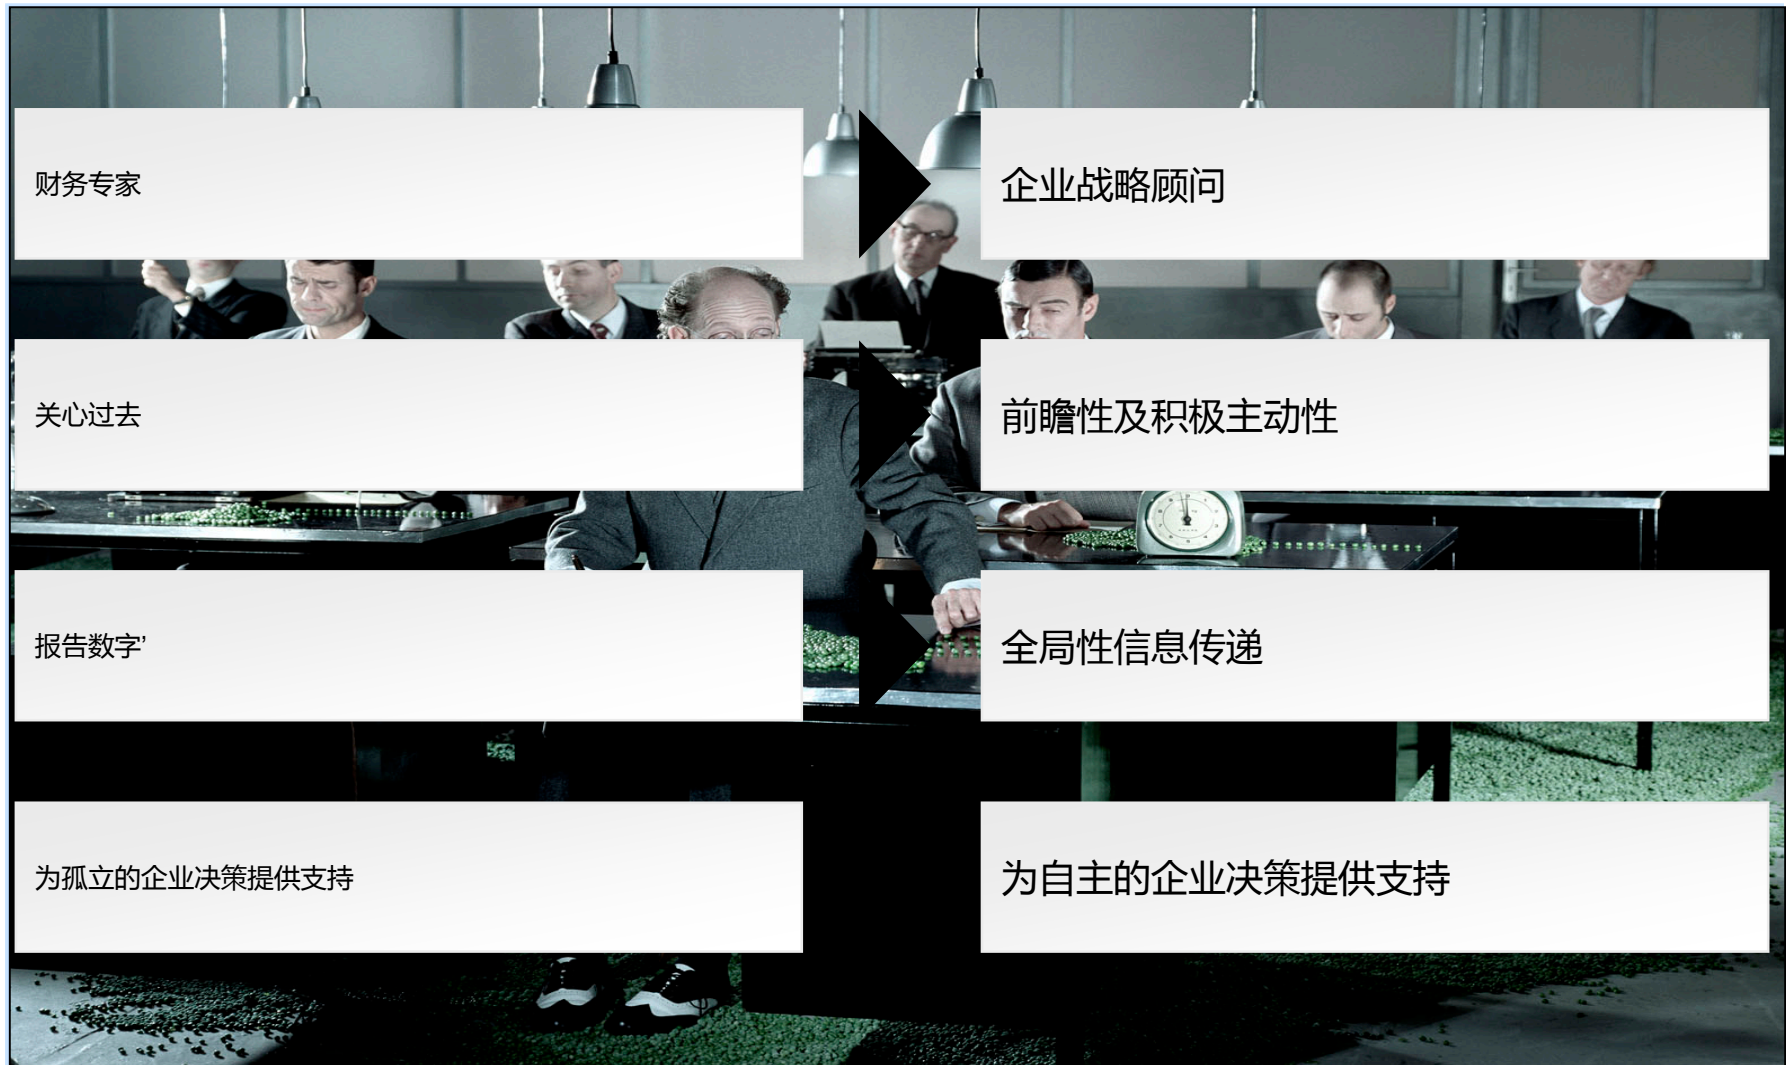 财务专家
企业战略顾问
关心过去
前瞻性及积极主动性
报告数字’
全局性信息传递
为孤立的企业决策提供支持
为自主的企业决策提供支持